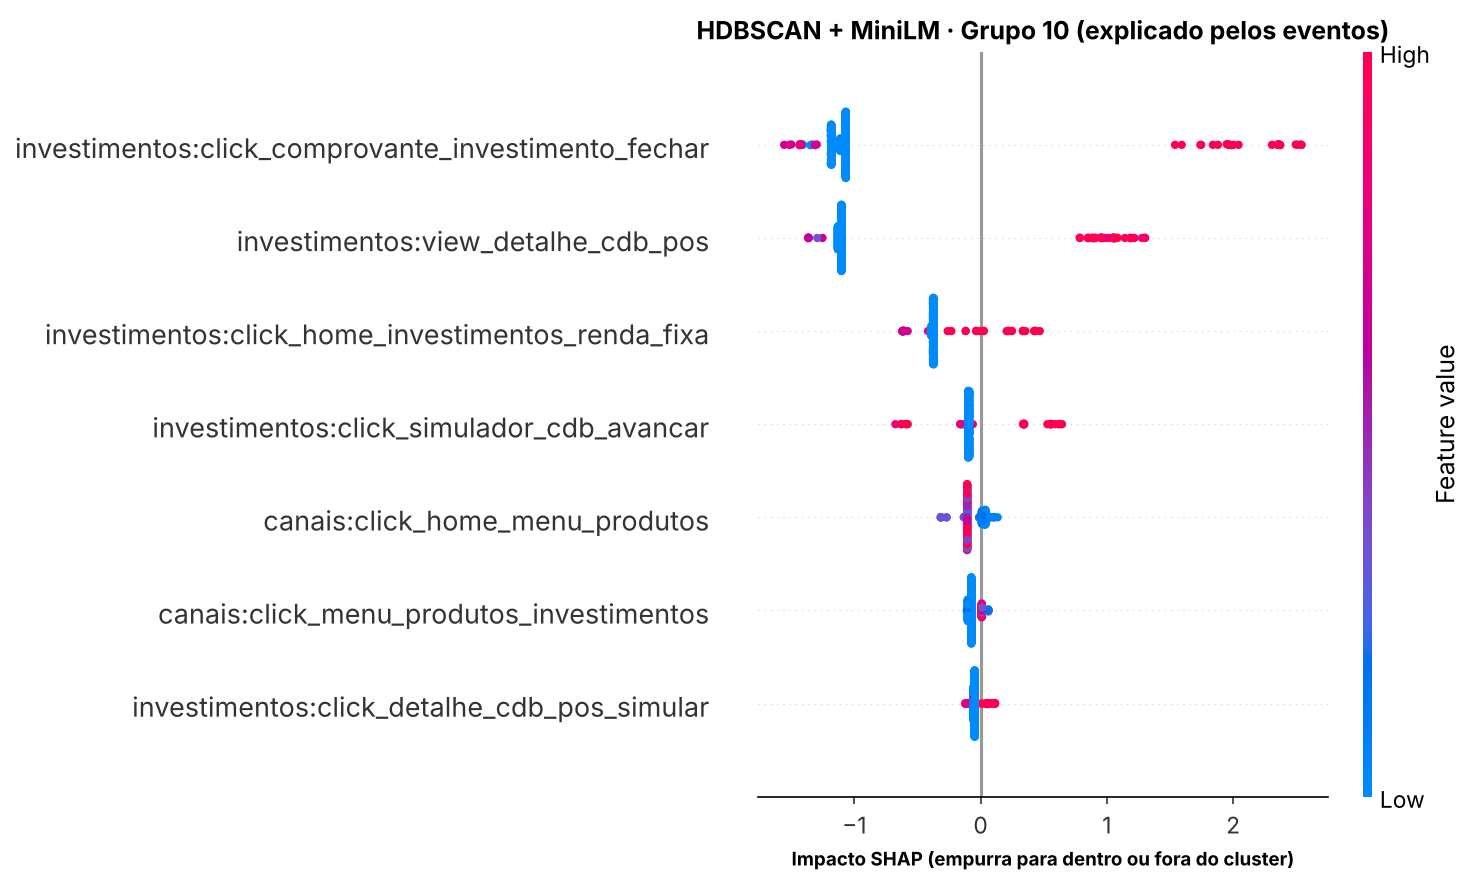 HDBSCAN + MiniLM · Grupo 10 (explicado pelos eventos)
High
investimentos:click_comprovante_investimento_fechar
investimentos:view_detalhe_cdb_pos
investimentos:click_home_investimentos_renda_fixa
investimentos:click_simulador_cdb_avancar
canais:click_home_menu_produtos
canais:click_menu_produtos_investimentos
investimentos:click_detalhe_cdb_pos_simular
Feature value
Low
−1 0 1 2
Impacto SHAP (empurra para dentro ou fora do cluster)